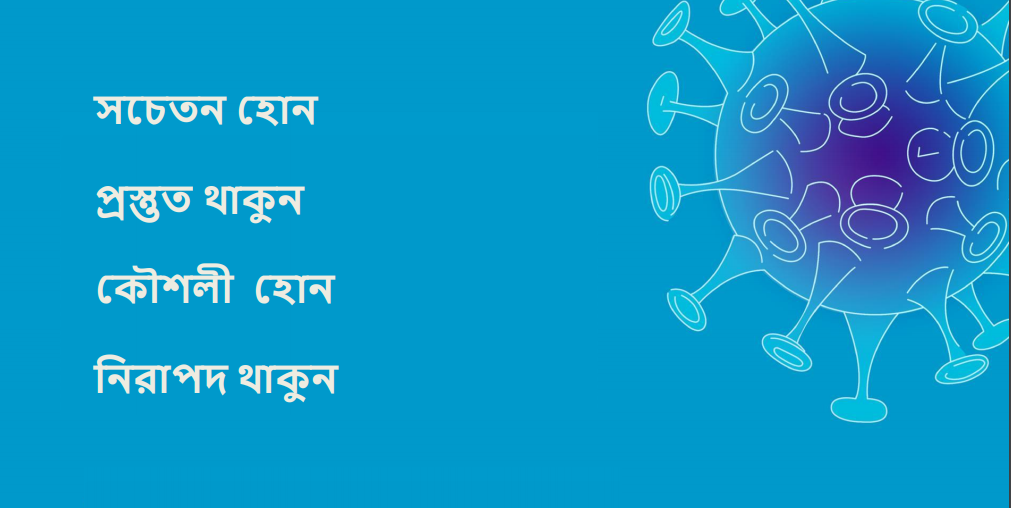 সচেতন হোন
প্রস্তুত থাকুন
কৌশলী হোন
নিরাপদ থাকুন